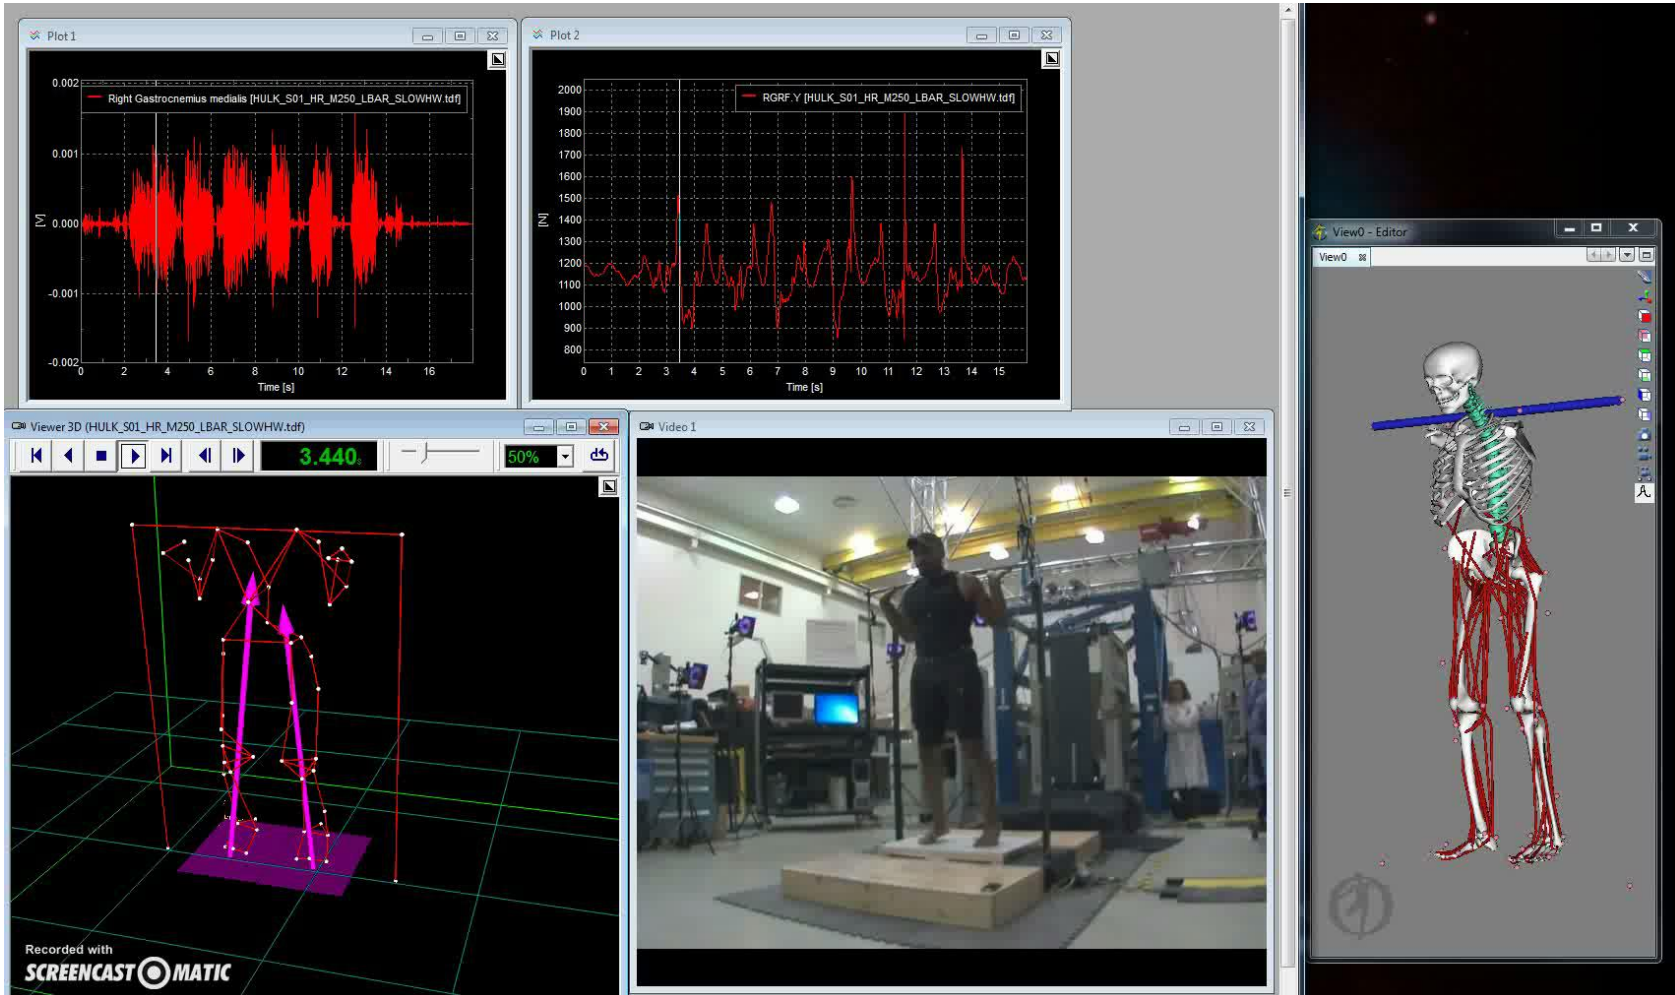 Plot 1
Right Gastrocnemius medialis [HULK_S01_HR_M250_LBAR_SLOWHW.tdf]
0.002
0.001
0.000
-0.001
-0.002
[V]
0 2 4 6 8 10 12 14 16
Time [s]
Plot 2
RGRF.Y [HULK_S01_HR_M250_LBAR_SLOWHW.tdf]
2000
1900
1800
1700
1600
1500
1400
1300
1200
1100
1000
900
800
[N]
0 1 2 3 4 5 6 7 8 9 10 11 12 13 14 15
Time [s]
Viewer 3D (HULK_S01_HR_M250_LBAR_SLOWHW.tdf)
3.440s
50%
Recorded with
SCREENCAST-O-MATIC
Video 1
View0 - Editor
View0